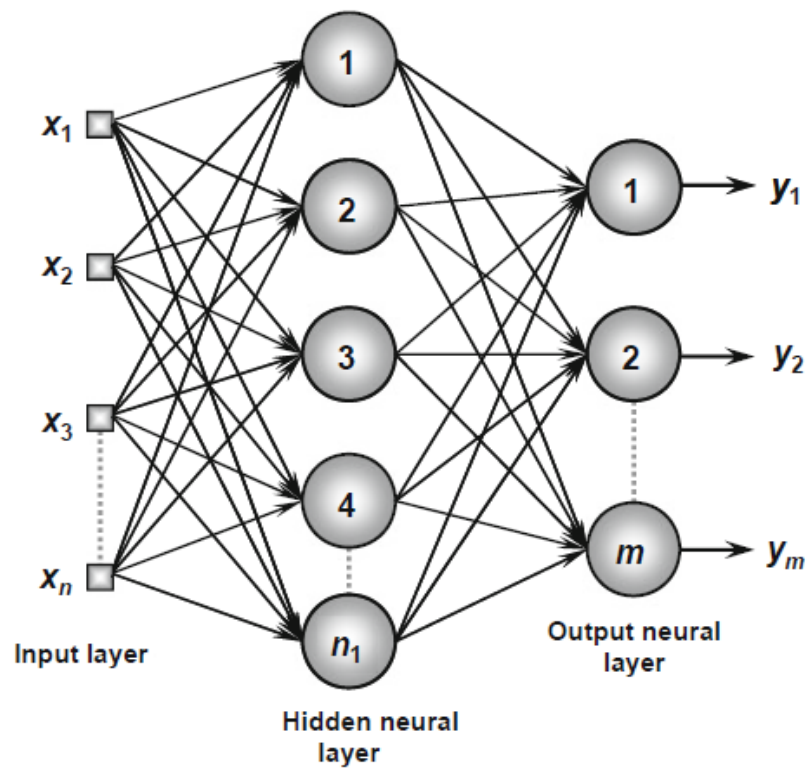 x1
x2
x3
xn
Input layer
1
2
3
4
n1
Hidden neural
layer
1
2
m
Output neural
layer
y1
y2
ym